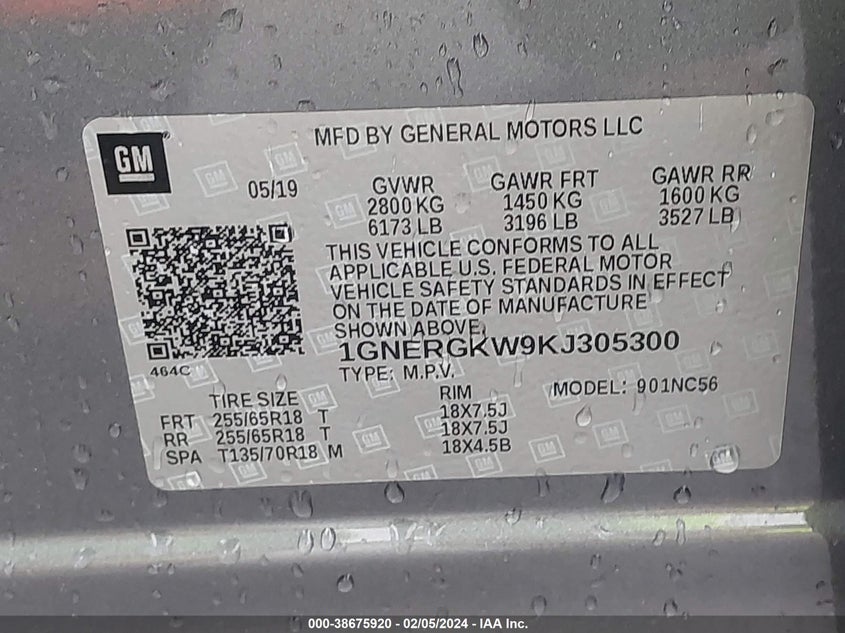 GM
MFD BY GENERAL MOTORS LLC
05/19
GVWR GAWR FRT GAWR RR
2800 KG 1450 KG 1600 KG
6173 LB 3196 LB 3527 LB
THIS VEHICLE CONFORMS TO ALL
APPLICABLE U.S. FEDERAL MOTOR
VEHICLE SAFETY STANDARDS IN EFFECT
ON THE DATE OF MANUFACTURE
SHOWN ABOVE.
464C
1GNERGKW9KJ305300
TYPE: M.P.V.
MODEL: 901NC56
TIRE SIZE RIM
FRT 255/65R18 T 18X7.5J
RR 255/65R18 T 18X7.5J
SPA T135/70R18 M 18X4.5B
000-38675920 - 02/05/2024 - IAA Inc.